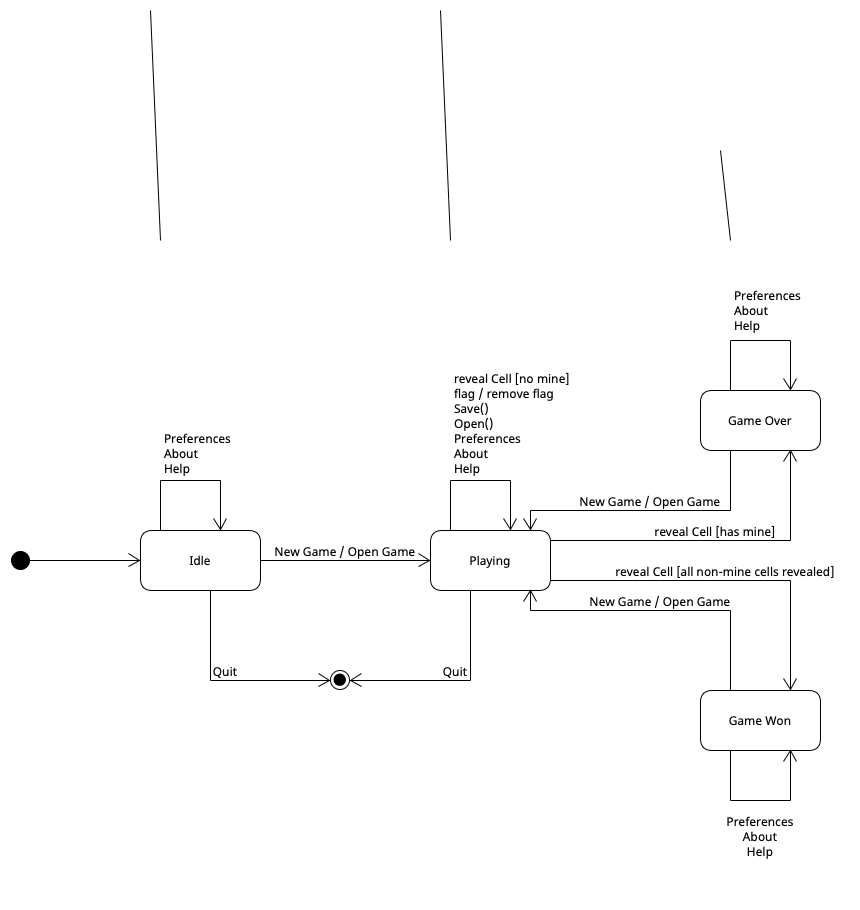 Preferences
About
Help
Game Over
reveal Cell [no mine]
flag / remove flag
Save()
Open()
Preferences
About
Help
Preferences
About
Help
New Game / Open Game
reveal Cell [has mine]
Idle
New Game / Open Game
Playing
reveal Cell [all non-mine cells revealed]
New Game / Open Game
Quit
Quit
Game Won
Preferences
About
Help